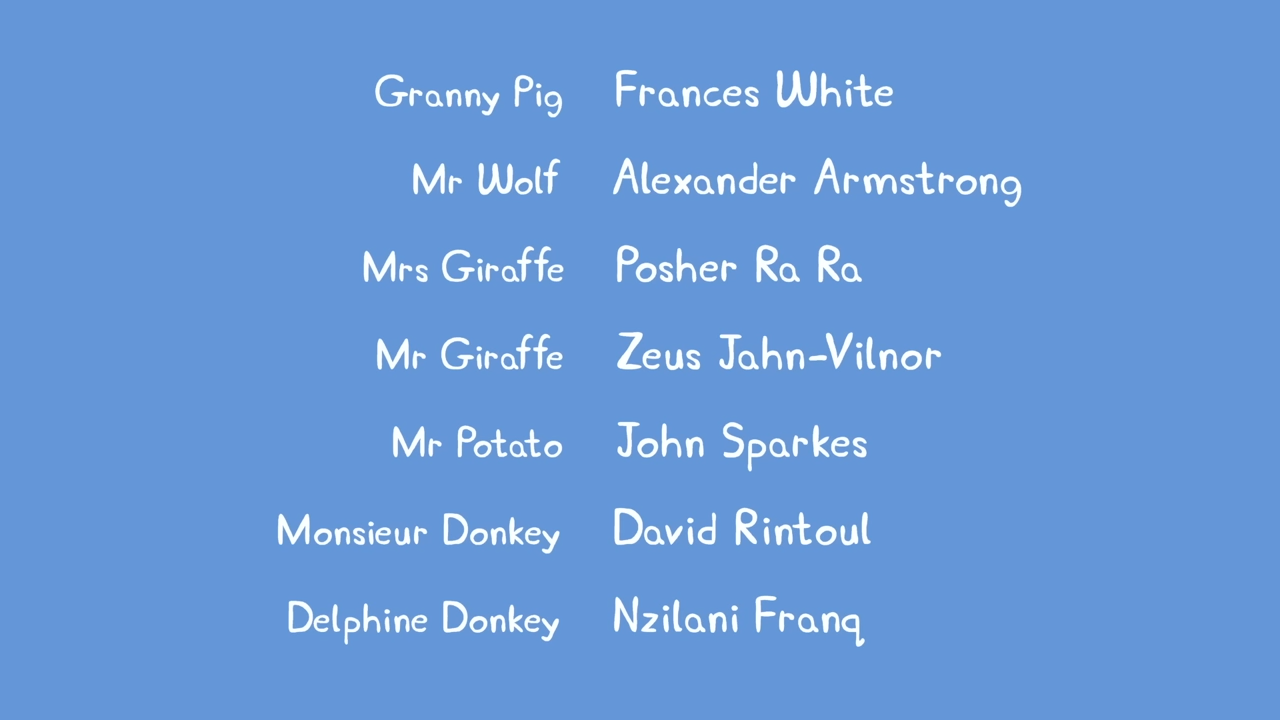 Granny Pig Frances White
Mr Wolf Alexander Armstrong
Mrs Giraffe Posher Ra Ra
Mr Giraffe Zeus Jahn-Vilnor
Mr Potato John Sparkes
Monsieur Donkey David Rintoul
Delphine Donkey Nzilani Franq